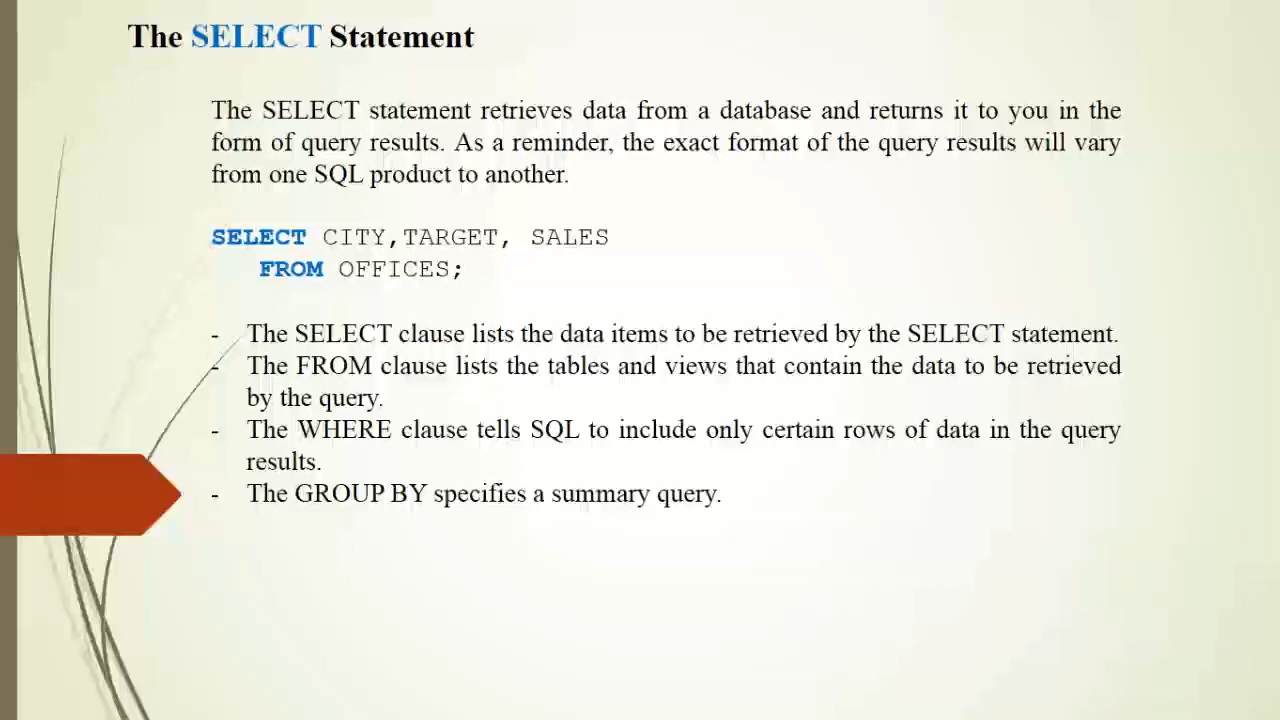 The SELECT Statement
The SELECT statement retrieves data from a database and returns it to you in the
form of query results. As a reminder, the exact format of the query results will vary
from one SQL product to another.
SELECT CITY,TARGET, SALES
FROM OFFICES;
- The SELECT clause lists the data items to be retrieved by the SELECT statement.
- The FROM clause lists the tables and views that contain the data to be retrieved
by the query.
- The WHERE clause tells SQL to include only certain rows of data in the query
results.
- The GROUP BY specifies a summary query.